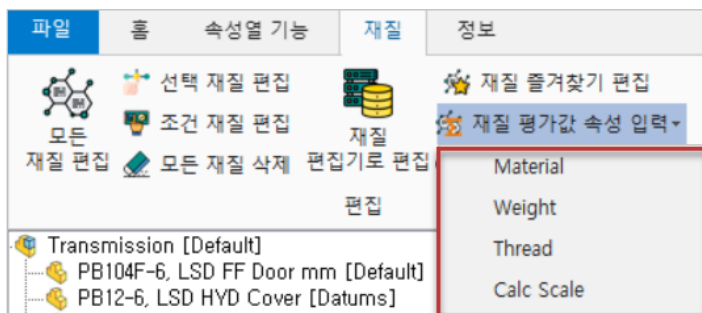 파일 홈 속성열 기능 재질 정보
모든
재질 편집
선택 재질 편집
조건 재질 편집
모든 재질 삭제
재질
편집기로 편집
재질 즐겨찾기 편집
재질 평가값 속성 입력
편집
Material
Weight
Thread
Calc Scale
Transmission [Default]
PB104F-6, LSD FF Door mm [Default]
PB12-6, LSD HYD Cover [Datums]